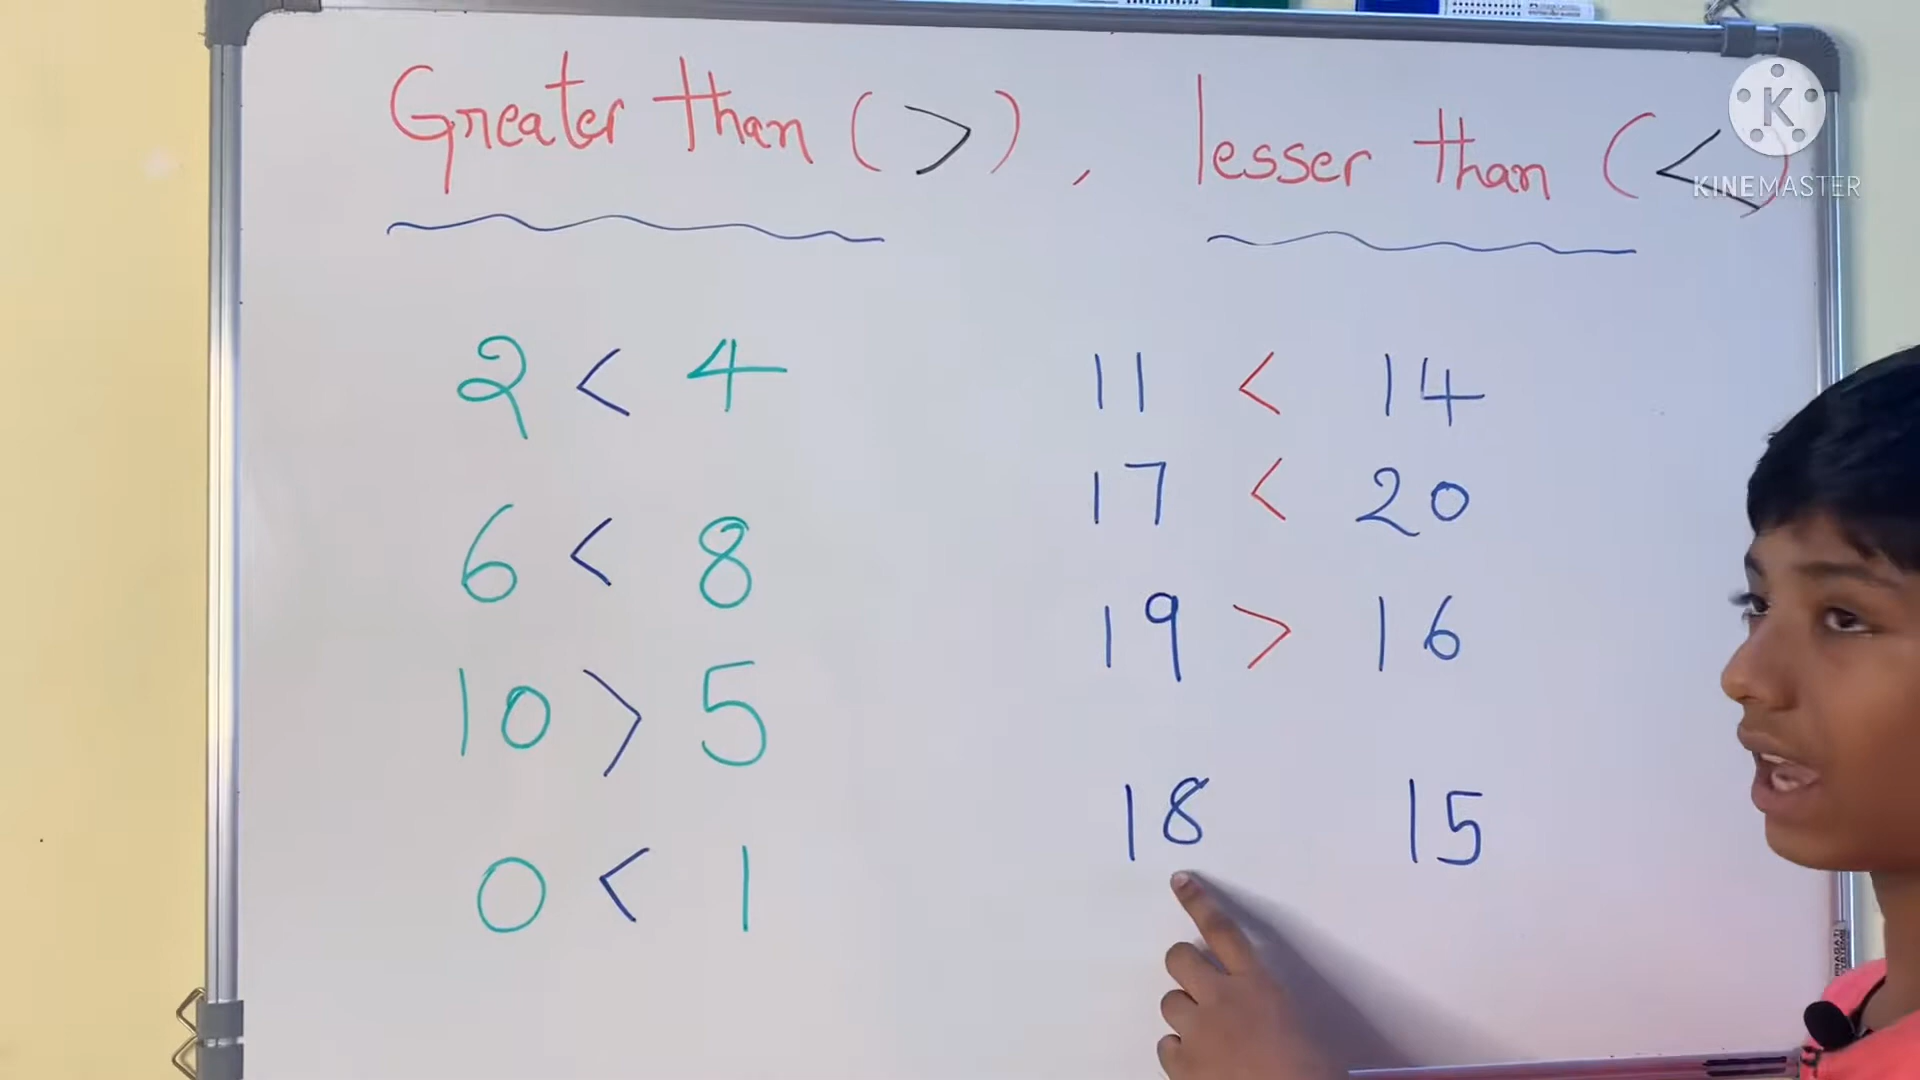 Greater than (>), lesser than (<)
2 < 4
6 < 8
10 > 5
0 < 1
11 < 14
17 < 20
19 > 16
18 15
K
KINEMASTER